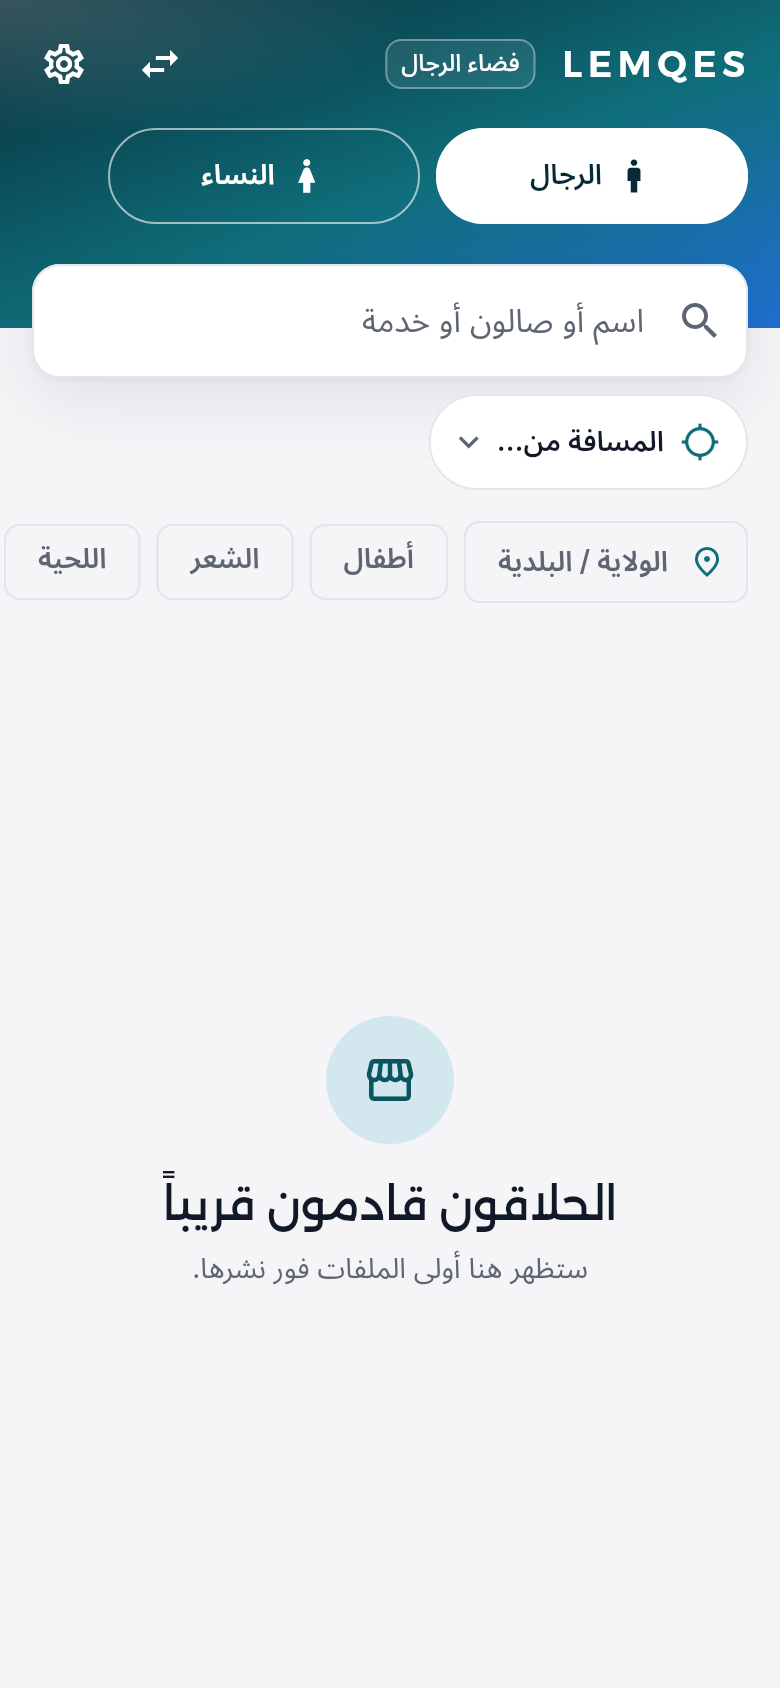 LEMQES فضاء الرجال
الرجال النساء
اسم أو صالون أو خدمة
المسافة من...
الولاية / البلدية أطفال الشعر اللحية
الحلاقون قادمون قريباً
ستظهر هنا أولى الملفات فور نشرها.